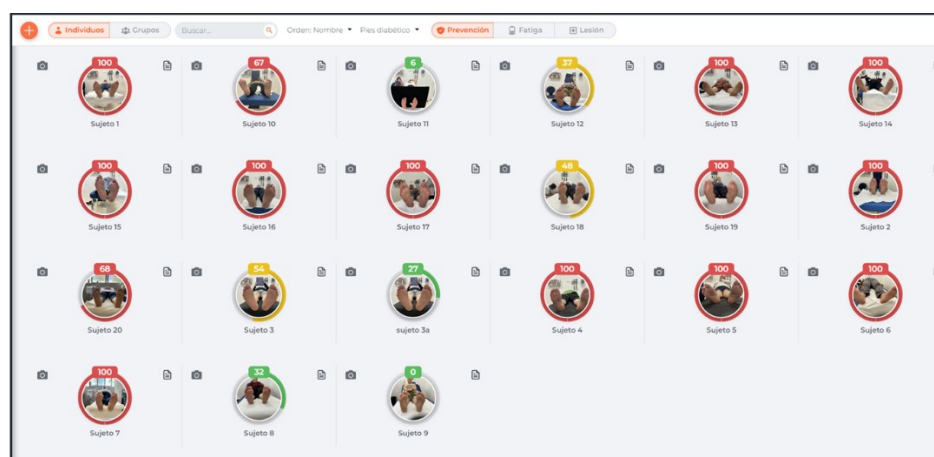 Individuos Grupos Buscar... Orden: Nombre Pies diabético Prevención Fatiga Lesión
100 67 6 37 100 100
Sujeto 1 Sujeto 10 Sujeto 11 Sujeto 12 Sujeto 13 Sujeto 14
100 100 100 48 100 100
Sujeto 15 Sujeto 16 Sujeto 17 Sujeto 18 Sujeto 19 Sujeto 2
68 54 27 100 100 100
Sujeto 20 Sujeto 3 sujeto 3a Sujeto 4 Sujeto 5 Sujeto 6
100 32 0
Sujeto 7 Sujeto 8 Sujeto 9